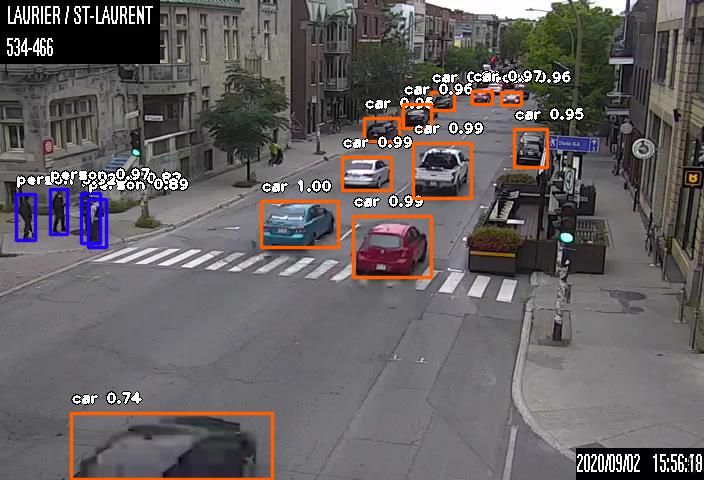 LAURIER / ST-LAURENT
534-466
car 0.97
0.96
car 0.96
car 0.95
car 0.95
car 0.99
car 0.99
person 0.97
person 0.89
car 1.00
car 0.99
car 0.74
2020/09/02 15:56:18